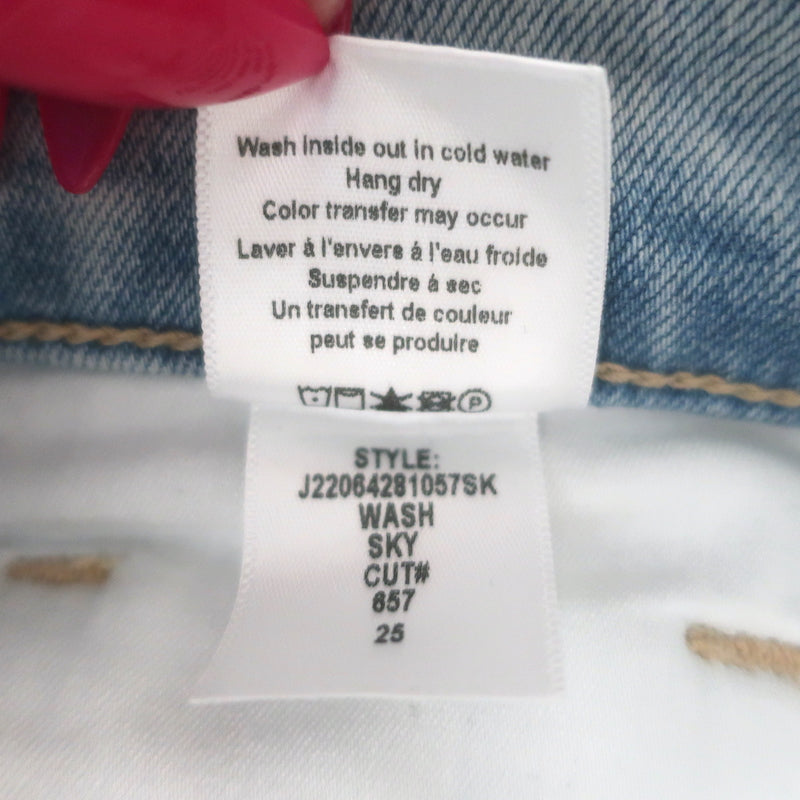 Wash inside out in cold water
Hang dry
Color transfer may occur
Laver à l'envers à l'eau froide
Suspendre à sec
Un transfert de couleur
peut se produire
P
STYLE:
J22064281057SK
WASH
SKY
CUT#
657
25